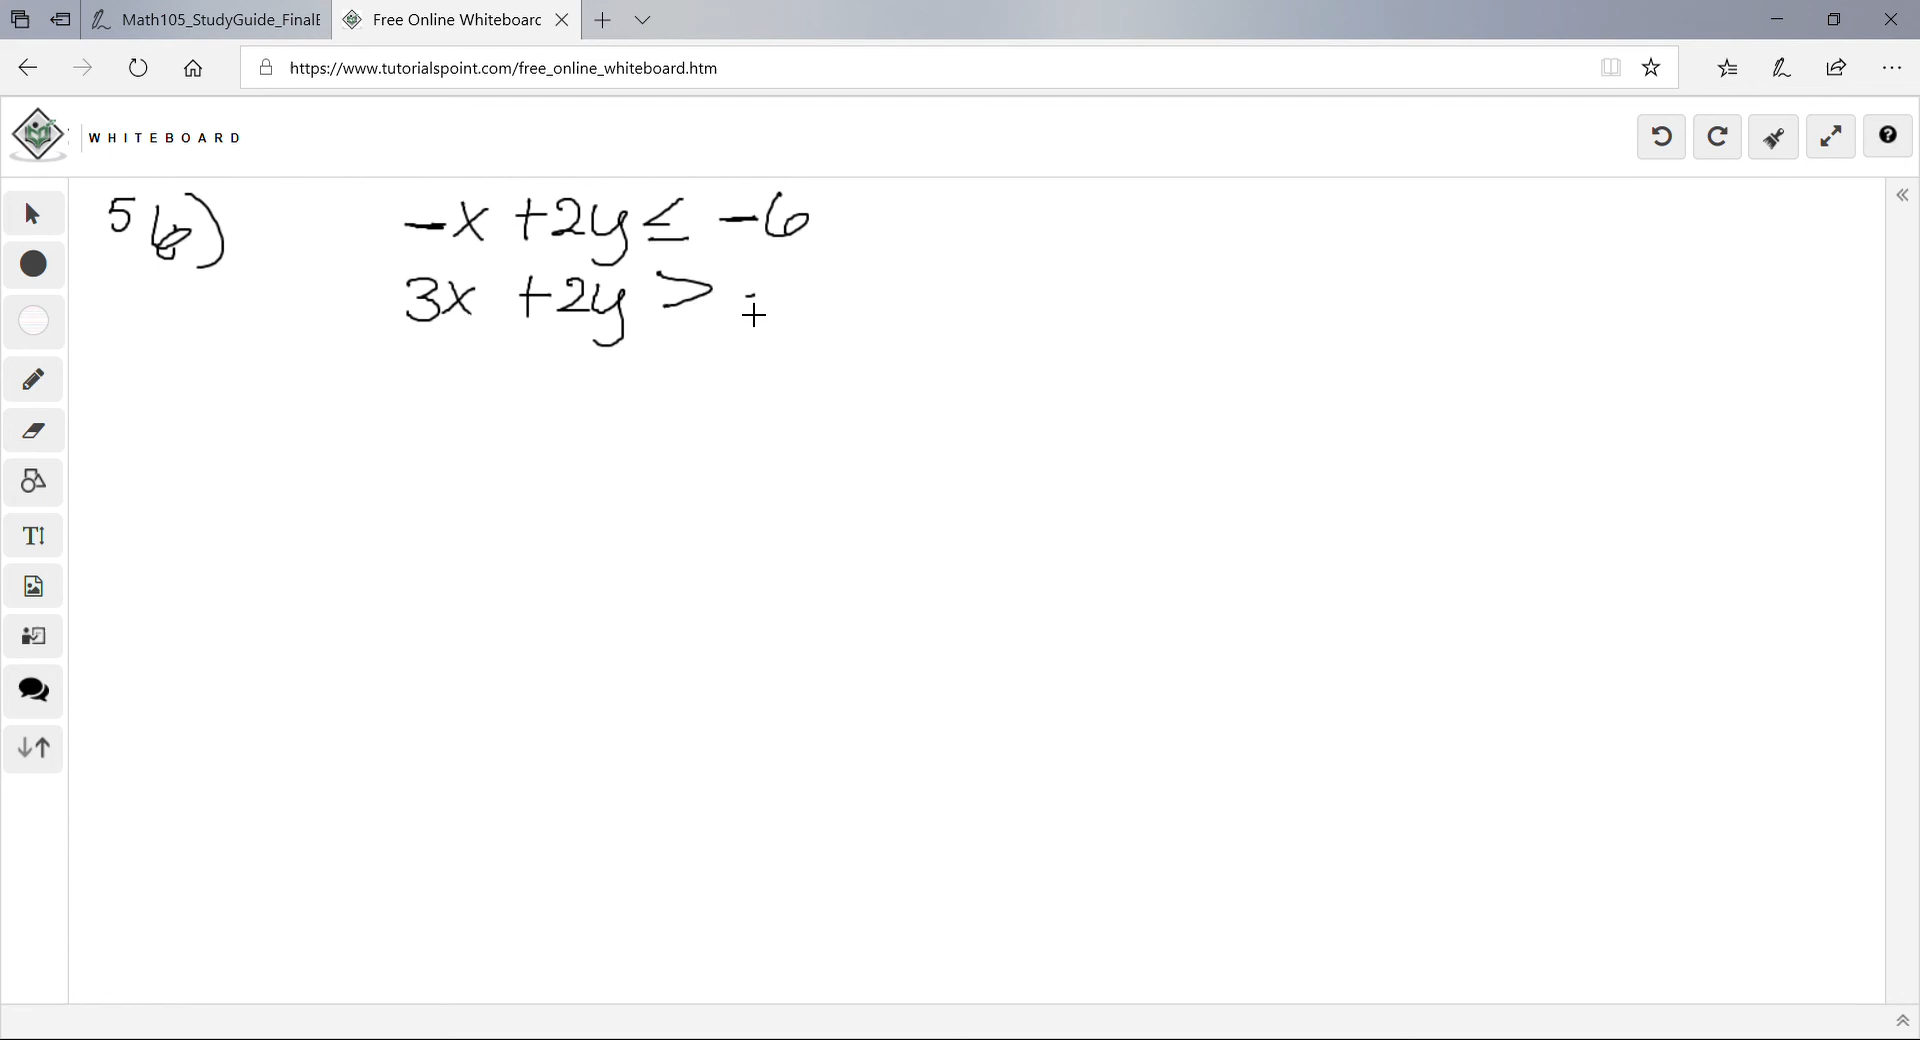 Math105_StudyGuide_FinalE
Free Online Whiteboard
https://www.tutorialspoint.com/free_online_whiteboard.htm
WHITEBOARD
5 b) -x +2y ≤ -6
3x +2y >